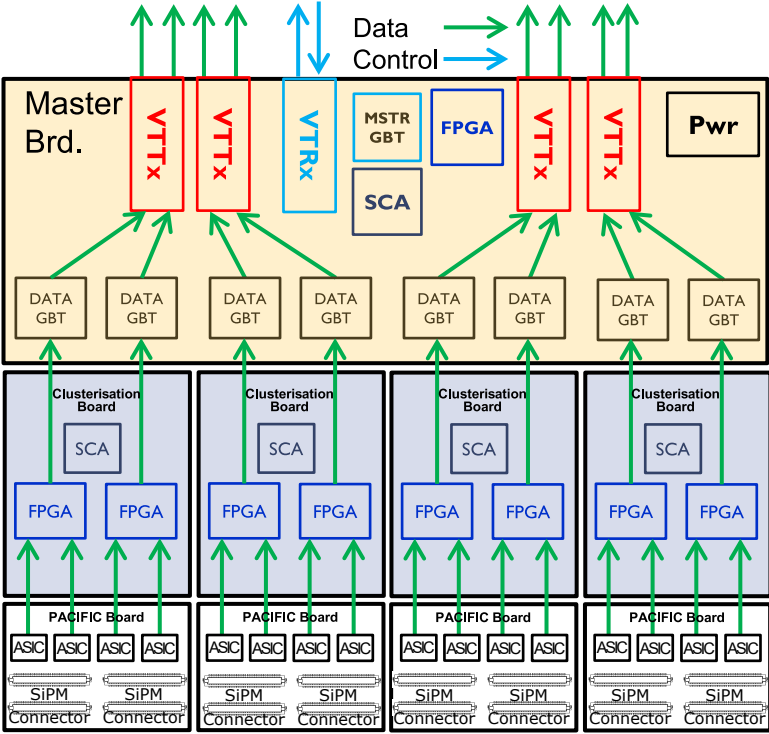 Data
Control
Master
Brd.
VTTx
VTTx
VTRx
MSTR
GBT
FPGA
SCA
VTTx
VTTx
Pwr
DATA
GBT
DATA
GBT
DATA
GBT
DATA
GBT
DATA
GBT
DATA
GBT
DATA
GBT
DATA
GBT
Clusterisation
Board
SCA
FPGA
FPGA
Clusterisation
Board
SCA
FPGA
FPGA
Clusterisation
Board
SCA
FPGA
FPGA
Clusterisation
Board
SCA
FPGA
FPGA
PACIFIC Board
ASIC ASIC ASIC ASIC
SiPM
Connector
SiPM
Connector
PACIFIC Board
ASIC ASIC ASIC ASIC
SiPM
Connector
SiPM
Connector
PACIFIC Board
ASIC ASIC ASIC ASIC
SiPM
Connector
SiPM
Connector
PACIFIC Board
ASIC ASIC ASIC ASIC
SiPM
Connector
SiPM
Connector